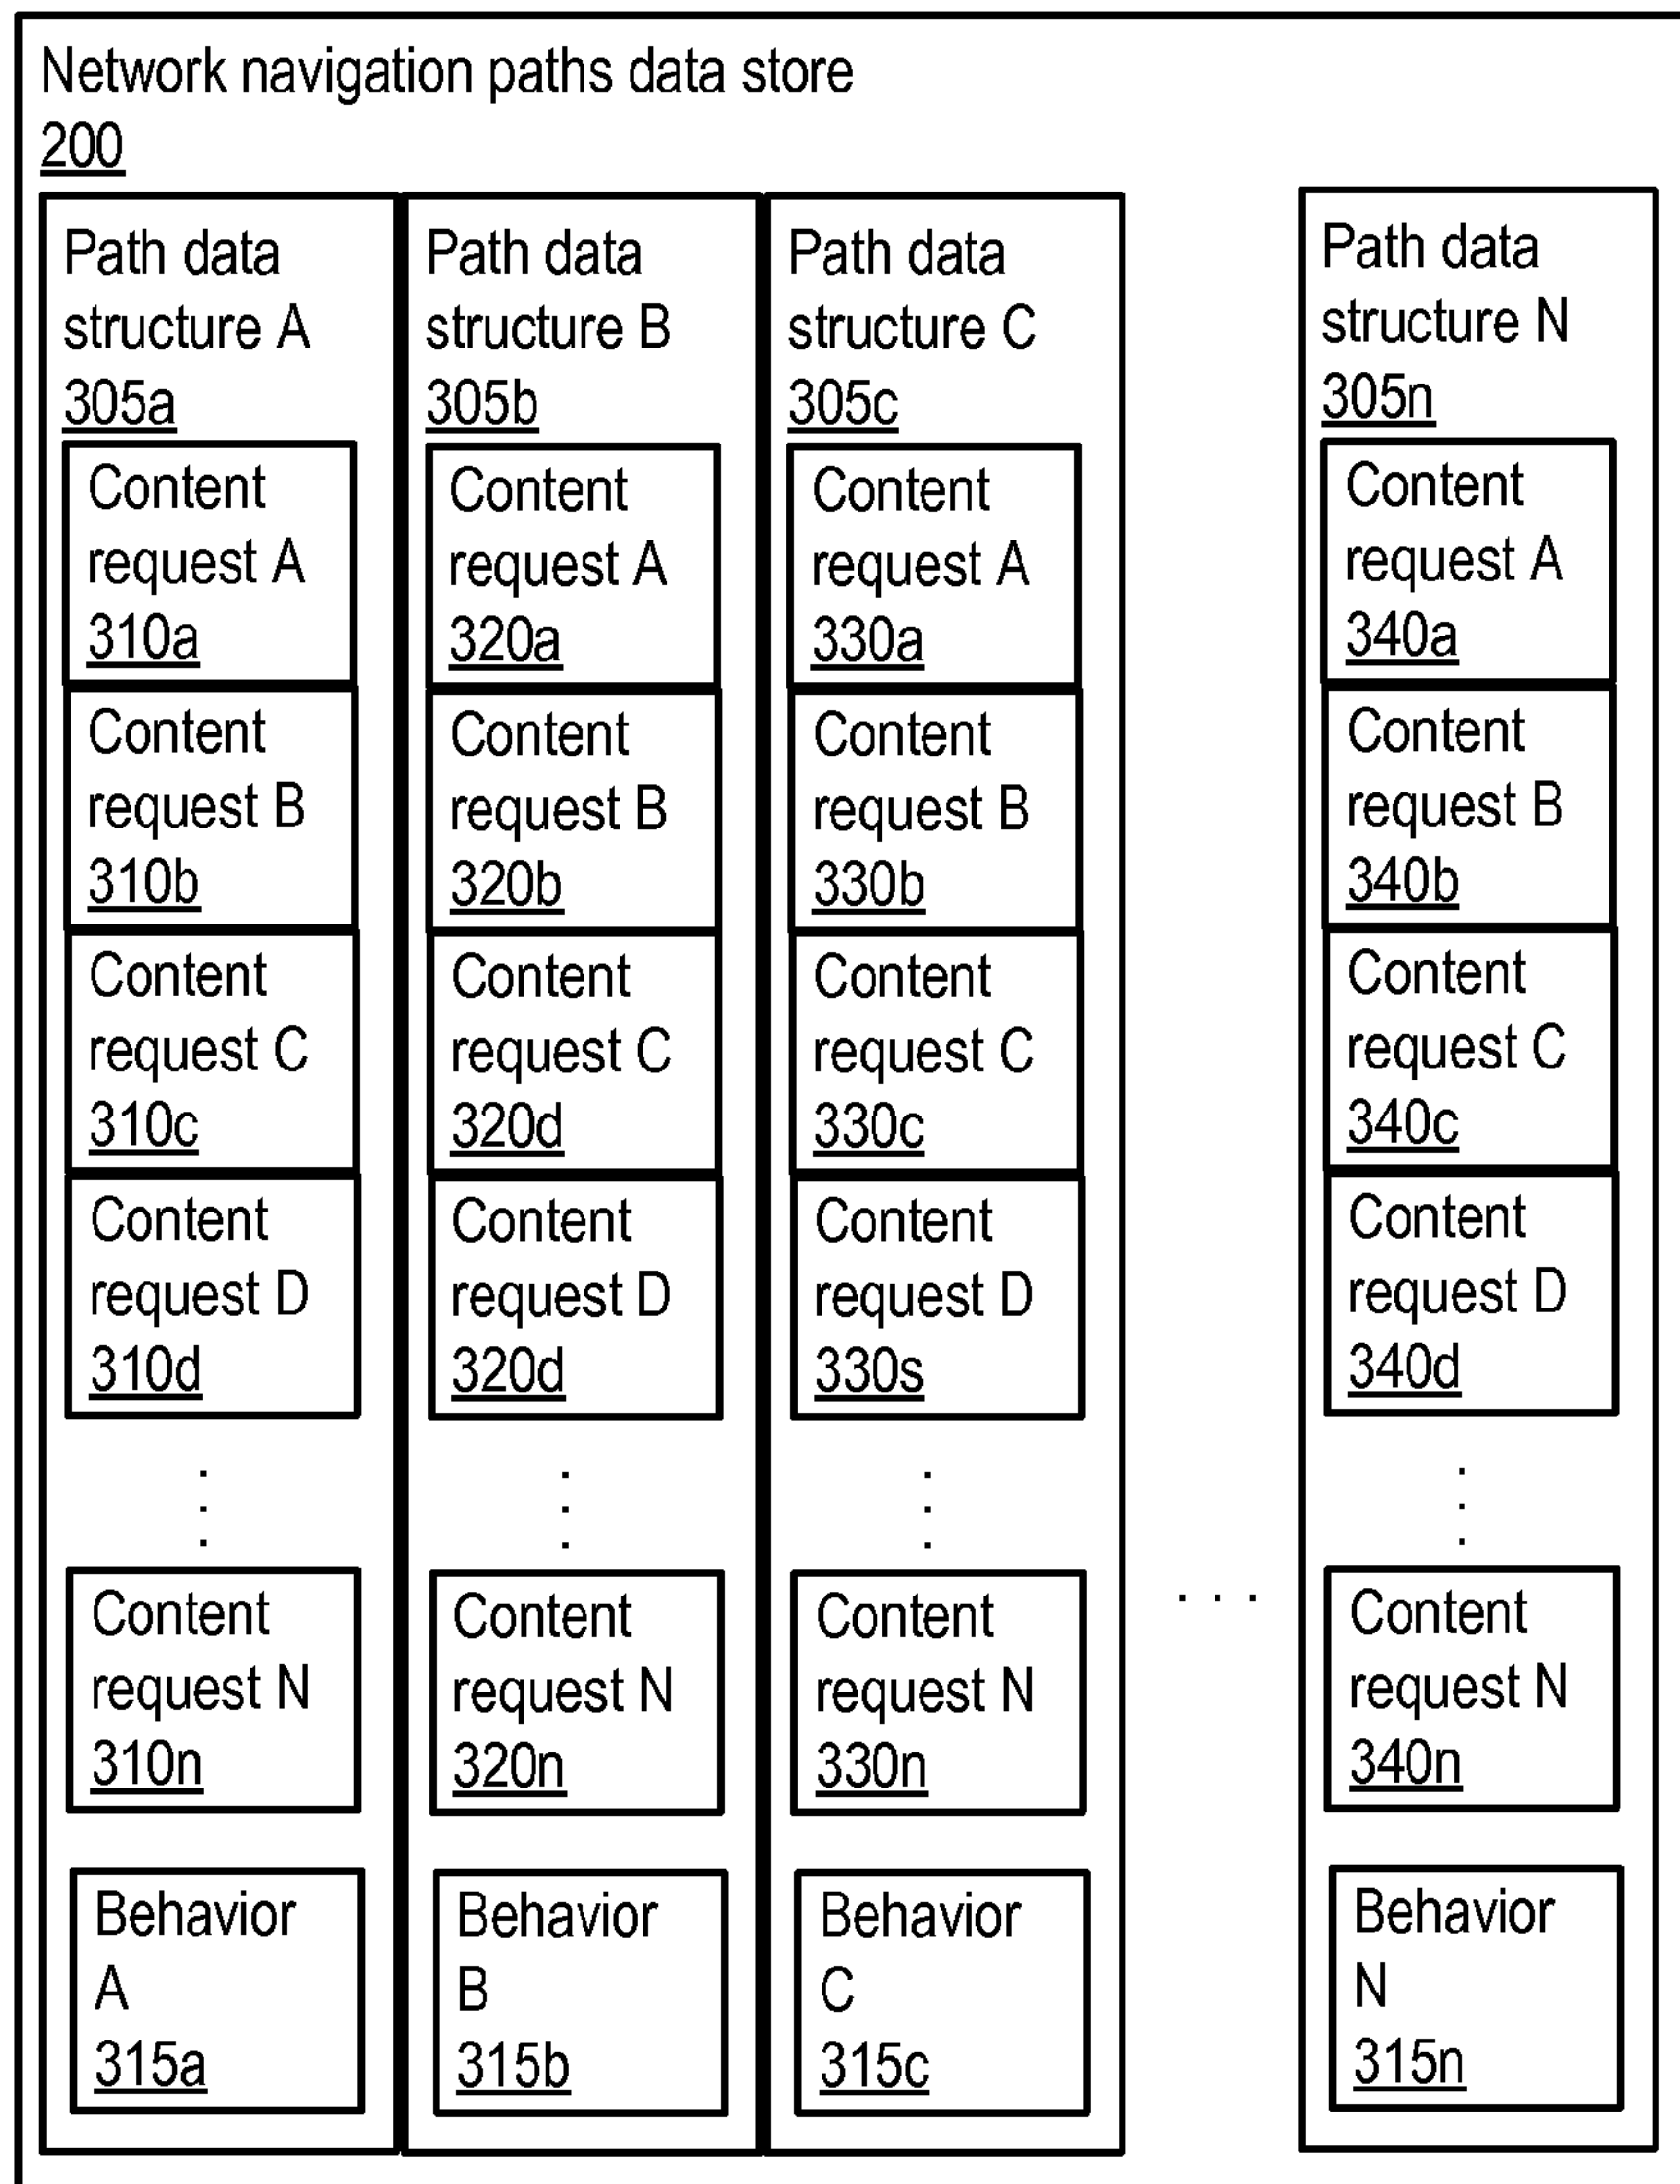 Network navigation paths data store
200
Path data
structure A
305a
Content
request A
310a
Content
request B
310b
Content
request C
310c
Content
request D
310d
Content
request N
310n
Behavior
A
315a
Path data
structure B
305b
Content
request A
320a
Content
request B
320b
Content
request C
320d
Content
request D
320d
Content
request N
320n
Behavior
B
315b
Path data
structure C
305c
Content
request A
330a
Content
request B
330b
Content
request C
330c
Content
request D
330s
Content
request N
330n
Behavior
C
315c
. . .
Path data
structure N
305n
Content
request A
340a
Content
request B
340b
Content
request C
340c
Content
request D
340d
Content
request N
340n
Behavior
N
315n